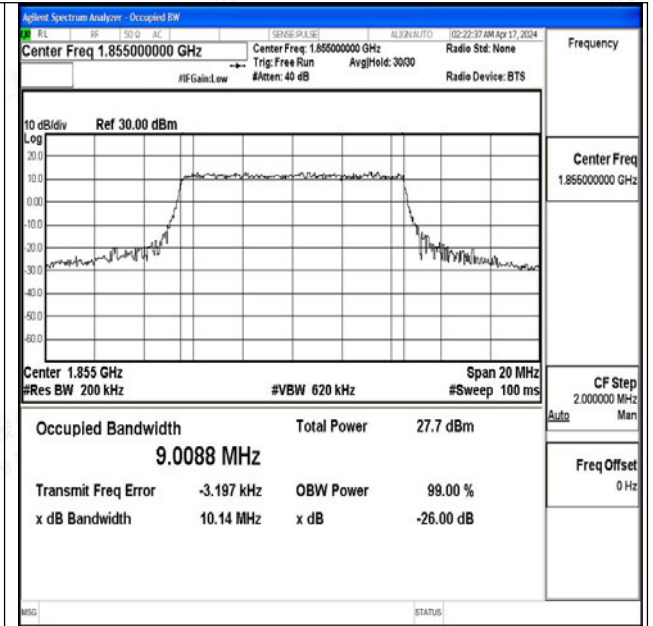 Agilent Spectrum Analyzer - Occupied BW
RL RF 50 Ω AC SENSE:PULSE ALIGN AUTO 02:22:37 AM Apr 17, 2024
Center Freq 1.855000000 GHz
Center Freq: 1.855000000 GHz
Radio Std: None
Trig: Free Run Avg|Hold: 30/30
#IFGain:Low #Atten: 40 dB Radio Device: BTS
Frequency
10 dB/div Ref 30.00 dBm
Log
20.0
10.0
0.00
-10.0
-20.0
-30.0
-40.0
-50.0
-60.0
Center 1.855 GHz Span 20 MHz
#Res BW 200 kHz #VBW 620 kHz #Sweep 100 ms
Center Freq
1.855000000 GHz
CF Step
2.000000 MHz
Auto Man
Freq Offset
0 Hz
Occupied Bandwidth Total Power 27.7 dBm
9.0088 MHz
Transmit Freq Error -3.197 kHz OBW Power 99.00 %
x dB Bandwidth 10.14 MHz x dB -26.00 dB
MSG STATUS